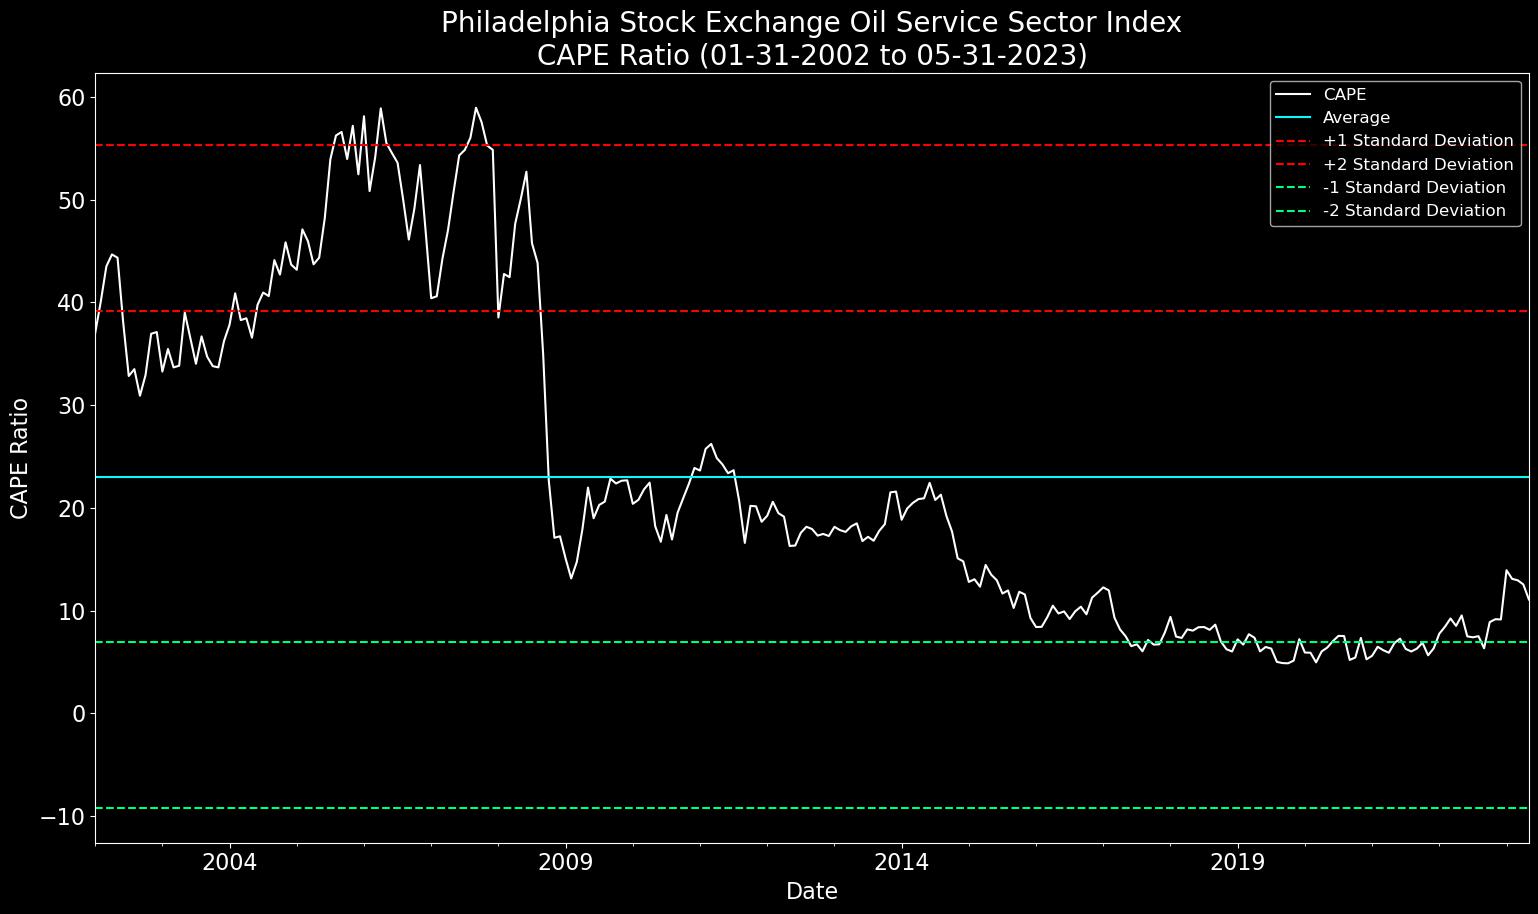 Philadelphia Stock Exchange Oil Service Sector Index
CAPE Ratio (01-31-2002 to 05-31-2023)
CAPE
Average
+1 Standard Deviation
+2 Standard Deviation
-1 Standard Deviation
-2 Standard Deviation
60
50
40
30
20
10
0
−10
CAPE Ratio
2004
2009
2014
2019
Date